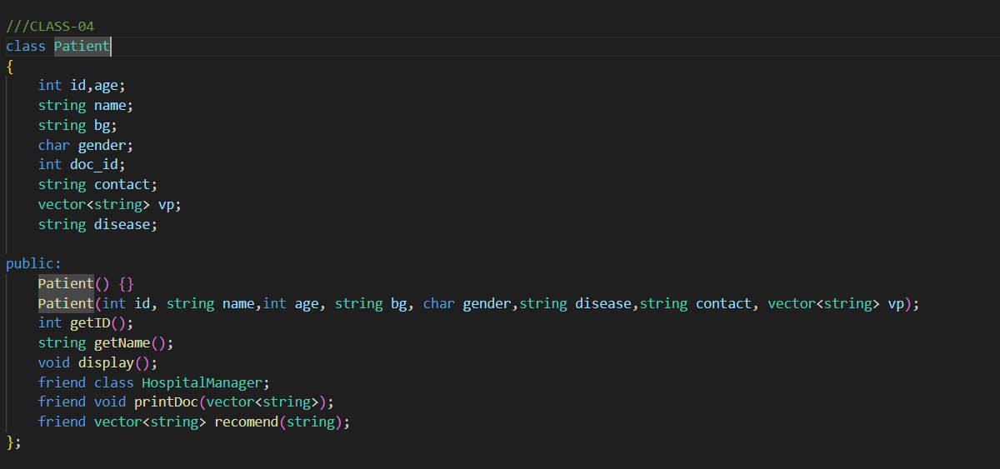 ///CLASS-04
class Patient
{
    int id,age;
    string name;
    string bg;
    char gender;
    int doc_id;
    string contact;
    vector<string> vp;
    string disease;

public:
    Patient() {}
    Patient(int id, string name,int age, string bg, char gender,string disease,string contact, vector<string> vp);
    int getID();
    string getName();
    void display();
    friend class HospitalManager;
    friend void printDoc(vector<string>);
    friend vector<string> recomend(string);
};